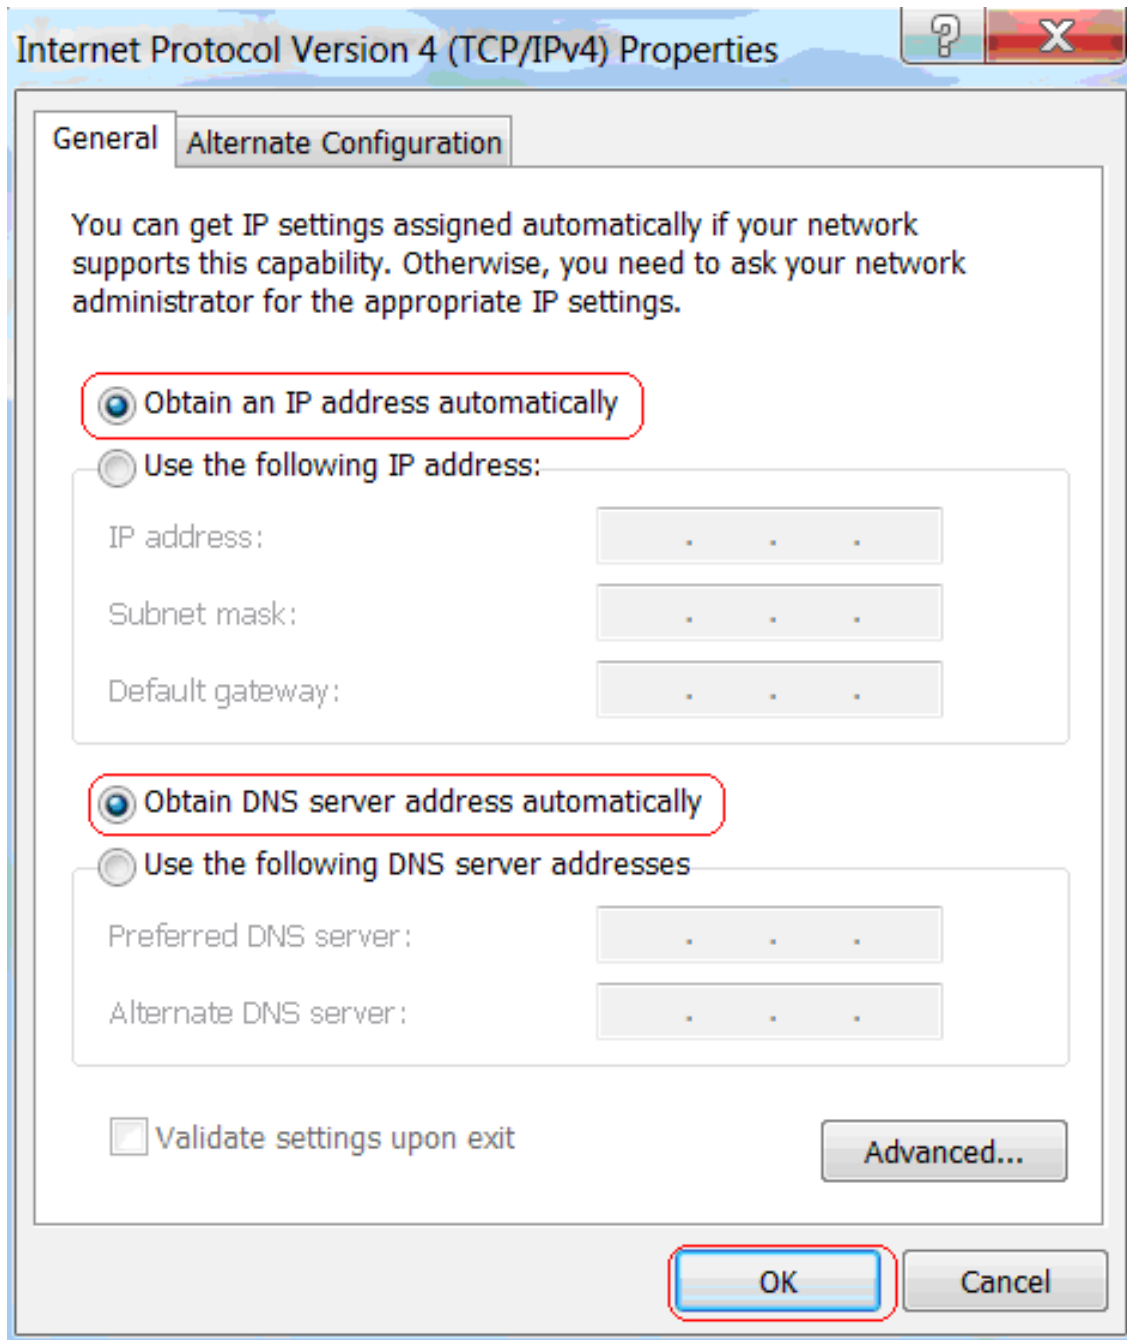 Internet Protocol Version 4 (TCP/IPv4) Properties
? X
General Alternate Configuration
You can get IP settings assigned automatically if your network
supports this capability. Otherwise, you need to ask your network
administrator for the appropriate IP settings.
Obtain an IP address automatically
Use the following IP address:
IP address: . . .
Subnet mask: . . .
Default gateway: . . .
Obtain DNS server address automatically
Use the following DNS server addresses
Preferred DNS server: . . .
Alternate DNS server: . . .
Validate settings upon exit
Advanced...
OK Cancel